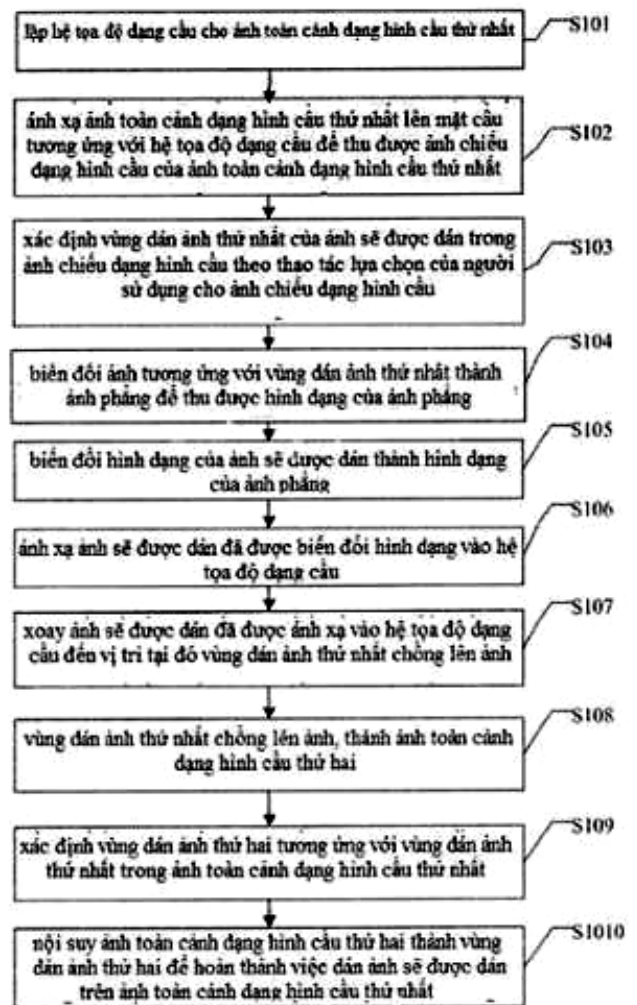 lập hệ tọa độ dạng cầu cho ảnh toàn cảnh dạng hình cầu thứ nhất
S101
ánh xạ ảnh toàn cảnh dạng hình cầu thứ nhất lên mặt cầu
tương ứng với hệ tọa độ dạng cầu để thu được ảnh chiếu
dạng hình cầu của ảnh toàn cảnh dạng hình cầu thứ nhất
S102
xác định vùng dán ảnh thứ nhất của ảnh sẽ được dán trong
ảnh chiếu dạng hình cầu theo thao tác lựa chọn của người
sử dụng cho ảnh chiếu dạng hình cầu
S103
biến đổi ảnh tương ứng với vùng dán ảnh thứ nhất thành
ảnh phẳng để thu được hình dạng của ảnh phẳng
S104
biến đổi hình dạng của ảnh sẽ được dán thành hình dạng
của ảnh phẳng
S105
ánh xạ ảnh sẽ được dán đã được biến đổi hình dạng vào hệ
tọa độ dạng cầu
S106
xoay ảnh sẽ được dán đã được ánh xạ vào hệ tọa độ dạng
cầu đến vị trí tại đó vùng dán ảnh thứ nhất chồng lên ảnh
S107
vùng dán ảnh thứ nhất chồng lên ảnh, thành ảnh toàn cảnh
dạng hình cầu thứ hai
S108
xác định vùng dán ảnh thứ hai tương ứng với vùng dán ảnh
thứ nhất trong ảnh toàn cảnh dạng hình cầu thứ nhất
S109
nội suy ảnh toàn cảnh dạng hình cầu thứ hai thành vùng
dán ảnh thứ hai để hoàn thành việc dán ảnh sẽ được dán
trên ảnh toàn cảnh dạng hình cầu thứ nhất
S1010